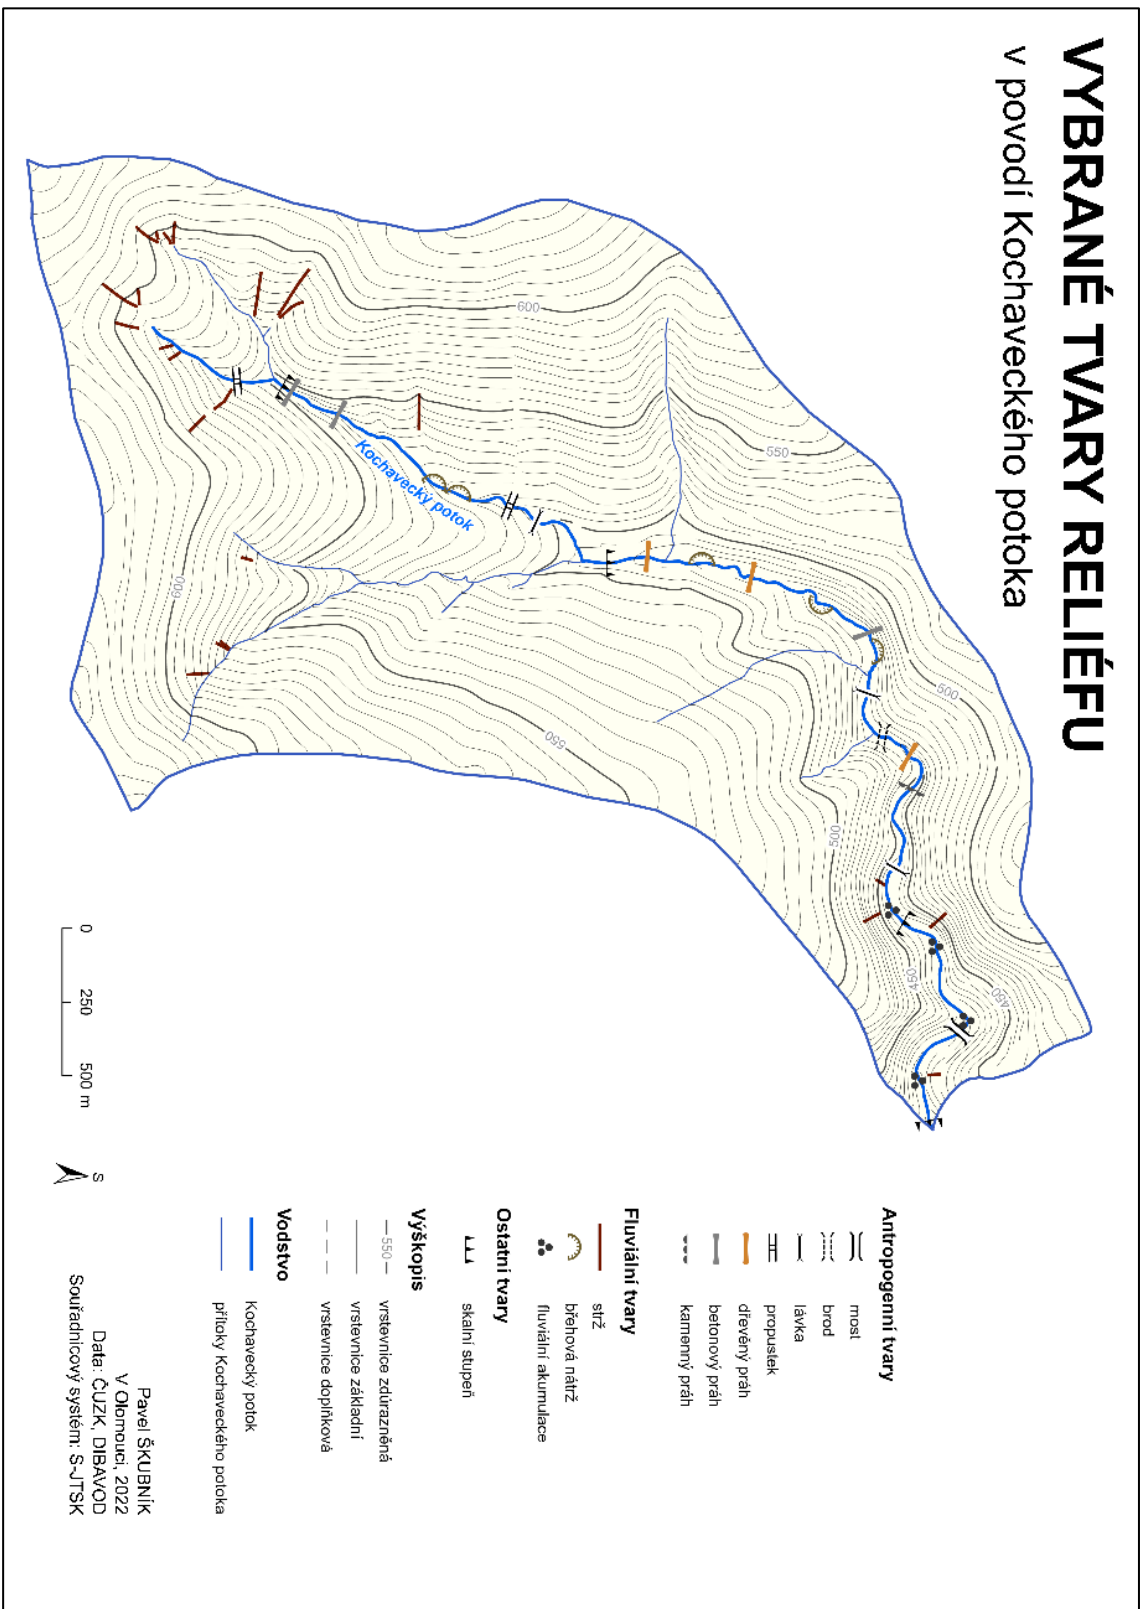 VYBRANÉ TVARY RELIÉFU
v povodí Kochaveckého potoka
600
550
500
450
450
500
550
600
Kochavecký potok
0 250 500 m
S
Antropogenní tvary
most
brod
lávka
propustek
dřevěný práh
betonový práh
kamenný práh
Fluviální tvary
strž
břehová nátrž
fluviální akumulace
Ostatní tvary
skalní stupeň
Výškopis
550 vrstevnice zdůrazněná
vrstevnice základní
vrstevnice doplňková
Vodstvo
Kochavecký potok
přítoky Kochaveckého potoka
Pavel ŠKUBNÍK
V Olomouci, 2022
Data: ČUZK, DIBAVOD
Souřadnicový systém: S-JTSK